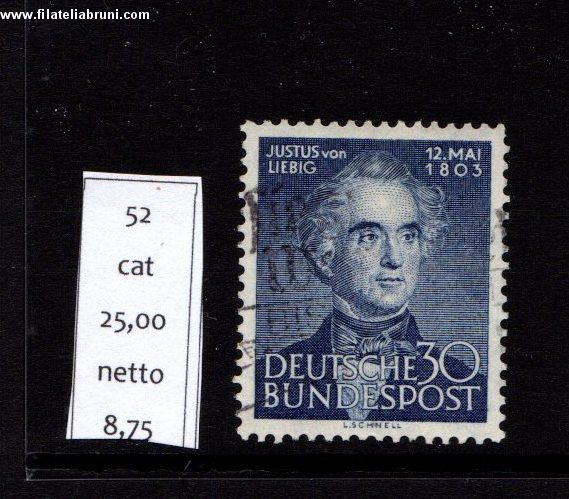 www.filateliabruni.com
52
cat
25,00
netto
8,75
JUSTUS von
LIEBIG
12. MAI
1803
DEUTSCHE 30
BUNDESPOST
L. SCHNELL